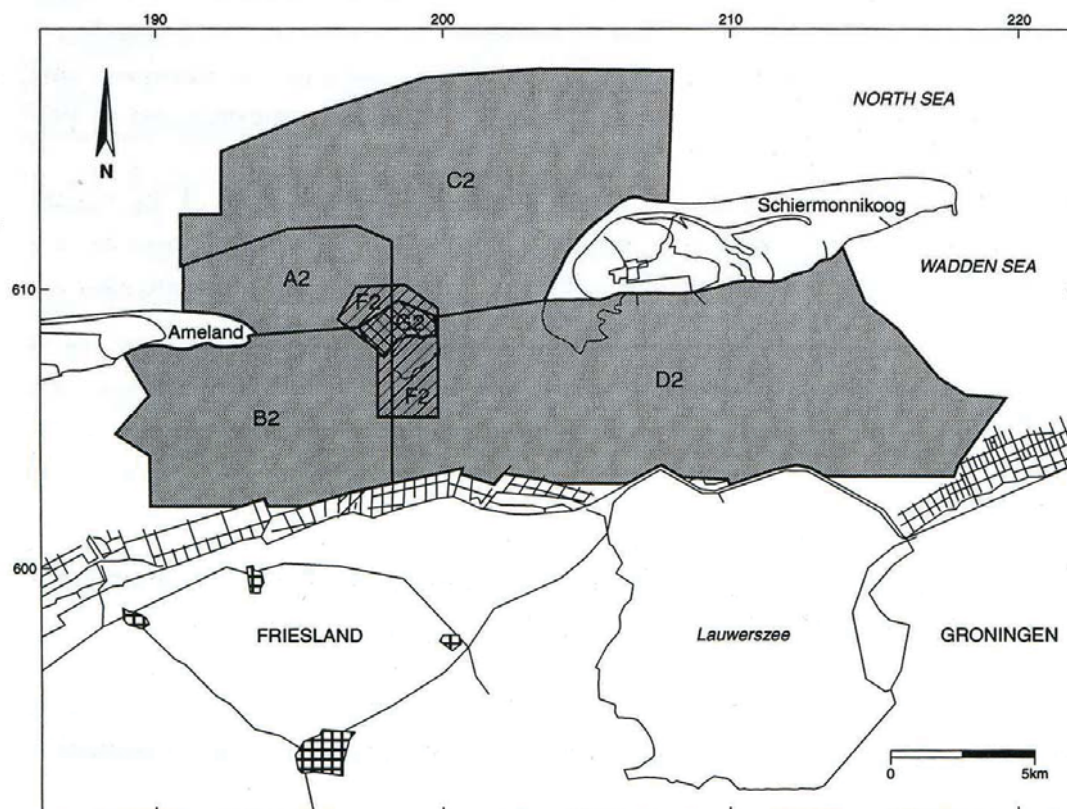 190
200
210
220
NORTH SEA
C2
N
Schiermonnikoog
WADDEN SEA
A2
610
F2
G2
Ameland
D2
F2
B2
600
FRIESLAND
Lauwerszee
GRONINGEN
0
5km